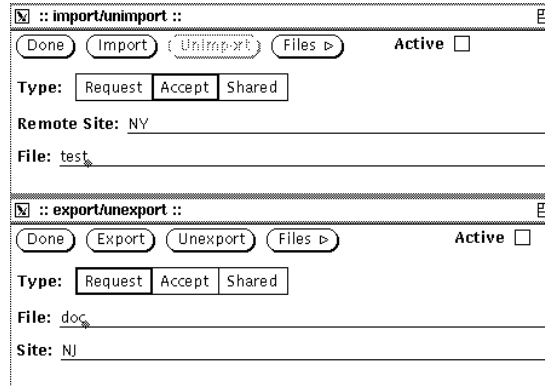 :: import/unimport ::
Done Import Unimport Files Active
Type: Request Accept Shared
Remote Site: NY
File: test
:: export/unexport ::
Done Export Unexport Files Active
Type: Request Accept Shared
File: doc
Site: NJ